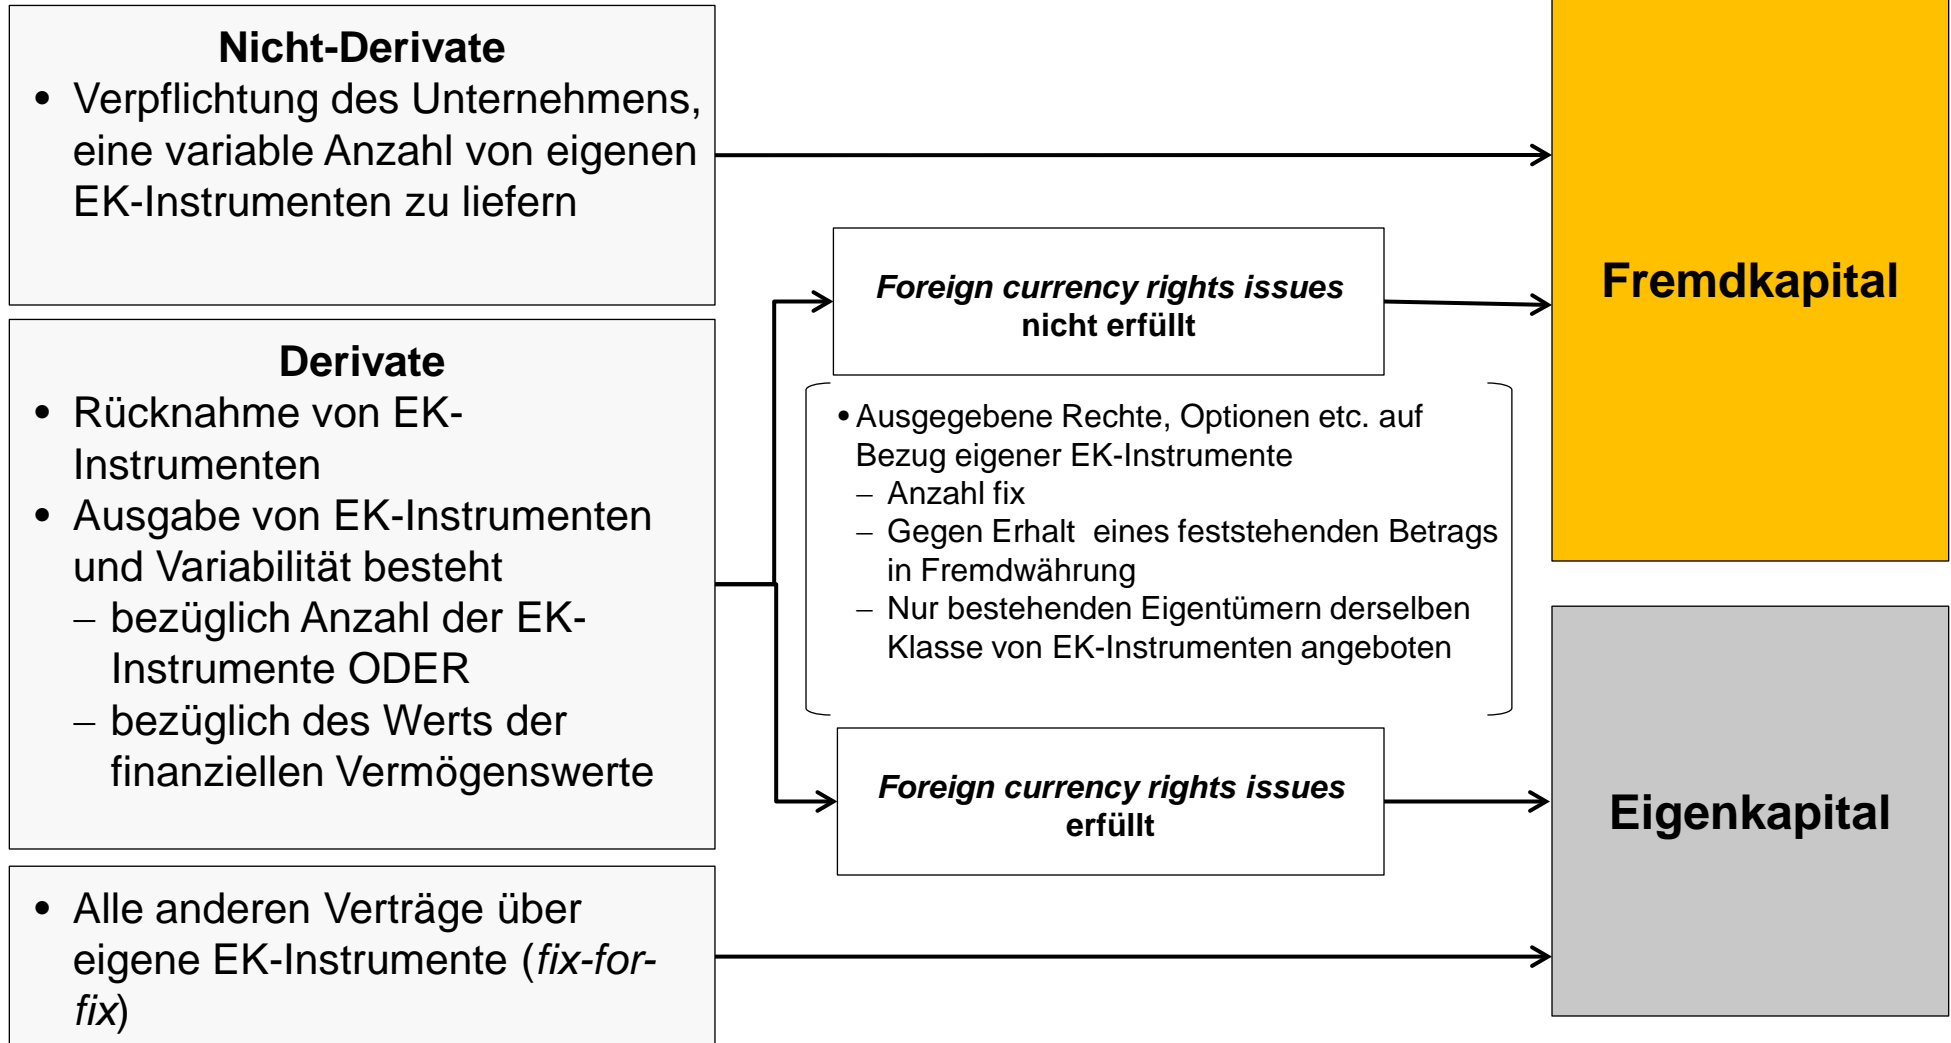 Nicht-Derivate
• Verpflichtung des Unternehmens,
eine variable Anzahl von eigenen
EK-Instrumenten zu liefern
Derivate
• Rücknahme von EK-
Instrumenten
• Ausgabe von EK-Instrumenten
und Variabilität besteht
– bezüglich Anzahl der EK-
Instrumente ODER
– bezüglich des Werts der
finanziellen Vermögenswerte
• Alle anderen Verträge über
eigene EK-Instrumente (fix-for-
fix)
Foreign currency rights issues
nicht erfüllt
• Ausgegebene Rechte, Optionen etc. auf
Bezug eigener EK-Instrumente
– Anzahl fix
– Gegen Erhalt eines feststehenden Betrags
in Fremdwährung
– Nur bestehenden Eigentümern derselben
Klasse von EK-Instrumenten angeboten
Foreign currency rights issues
erfüllt
Fremdkapital
Eigenkapital